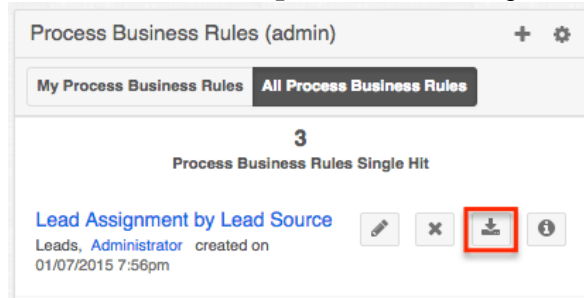 Process Business Rules (admin)
My Process Business Rules All Process Business Rules
3
Process Business Rules Single Hit
Lead Assignment by Lead Source
Leads, Administrator created on
01/07/2015 7:56pm